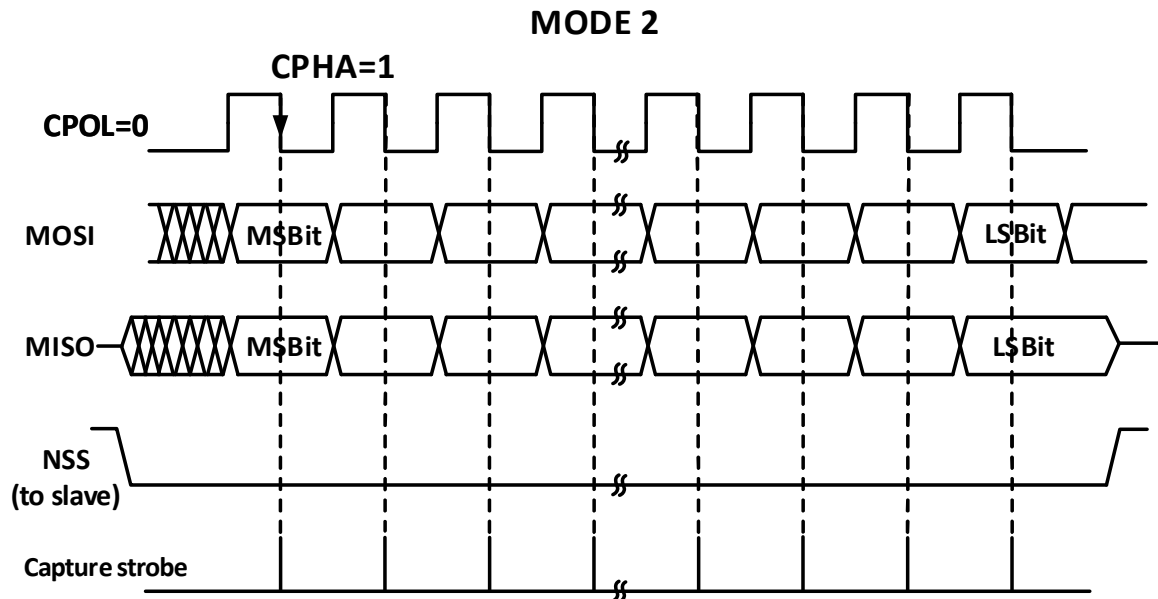 MODE 2
CPHA=1
CPOL=0
MOSI
MSBit
LSBit
MISO
MSBit
LSBit
NSS
(to slave)
Capture strobe